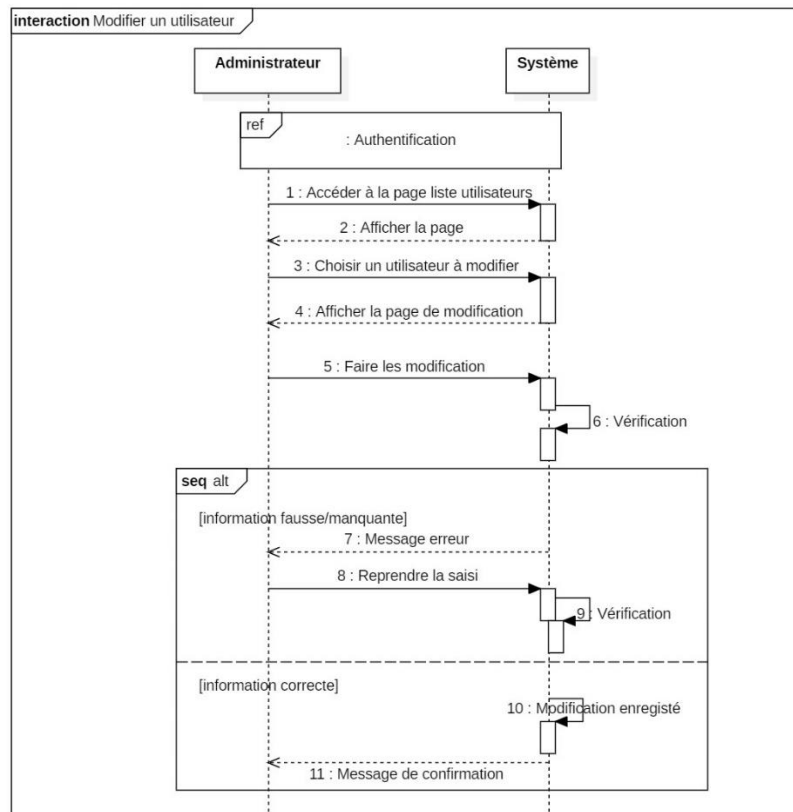 interaction Modifier un utilisateur
Administrateur
Système
ref
: Authentification
1 : Accéder à la page liste utilisateurs
2 : Afficher la page
3 : Choisir un utilisateur à modifier
4 : Afficher la page de modification
5 : Faire les modification
6 : Vérification
seq alt
[information fausse/manquante]
7 : Message erreur
8 : Reprendre la saisi
9 : Vérification
[information correcte]
10 : Modification enregisté
11 : Message de confirmation